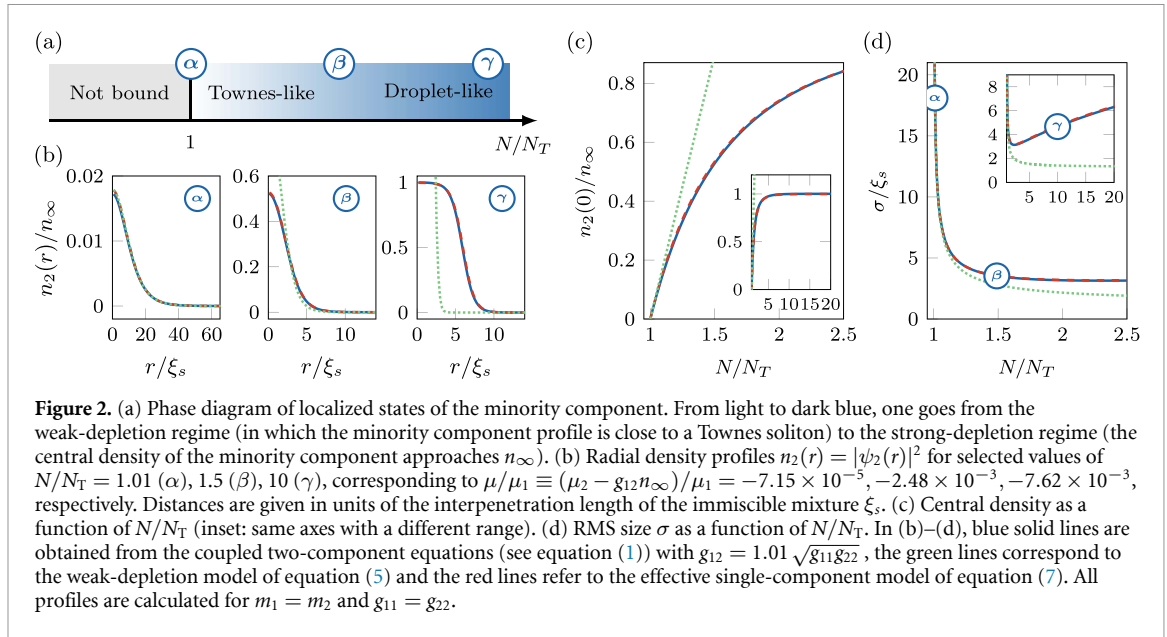 (a)
α
β
γ
Not bound
Townes-like
Droplet-like
1
N/N_T
(b)
n_2(r)/n_∞
0.02
0.01
0
0 20 40 60
r/ξ_s
α
0.6
0.4
0.2
0
0 5 10
r/ξ_s
β
1
0.5
0
0 5 10
r/ξ_s
γ
(c)
n_2(0)/n_∞
0.8
0.6
0.4
0.2
0
1 1.5 2 2.5
N/N_T
1
0.5
0
5 10 15 20
(d)
σ/ξ_s
20
15
10
5
0
1 1.5 2 2.5
N/N_T
α
β
8
6
4
2
0
10 20
γ
Figure 2. (a) Phase diagram of localized states of the minority component. From light to dark blue, one goes from the
weak-depletion regime (in which the minority component profile is close to a Townes soliton) to the strong-depletion regime (the
central density of the minority component approaches n_∞). (b) Radial density profiles n_2(r) = |ψ_2(r)|² for selected values of
N/N_T = 1.01 (α), 1.5 (β), 10 (γ), corresponding to μ/μ_1 ≡ (μ_2 − g_12 n_∞)/μ_1 = −7.15 × 10⁻⁵, −2.48 × 10⁻³, −7.62 × 10⁻³,
respectively. Distances are given in units of the interpenetration length of the immiscible mixture ξ_s. (c) Central density as a
function of N/N_T (inset: same axes with a different range). (d) RMS size σ as a function of N/N_T. In (b)–(d), blue solid lines are
obtained from the coupled two-component equations (see equation (1)) with g_12 = 1.01 √(g_11 g_22), the green lines correspond to
the weak-depletion model of equation (5) and the red lines refer to the effective single-component model of equation (7). All
profiles are calculated for m_1 = m_2 and g_11 = g_22.